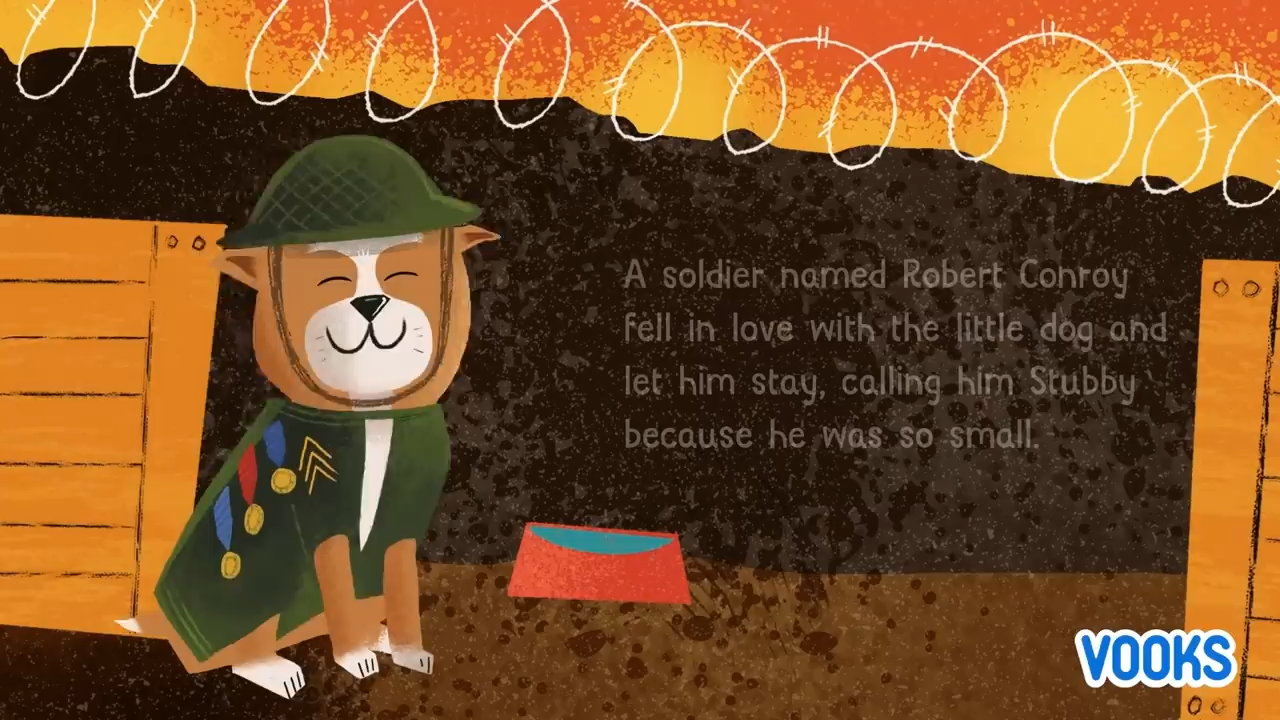 A soldier named Robert Conroy
fell in love with the little dog and
let him stay, calling him Stubby
because he was so small.
VOOKS